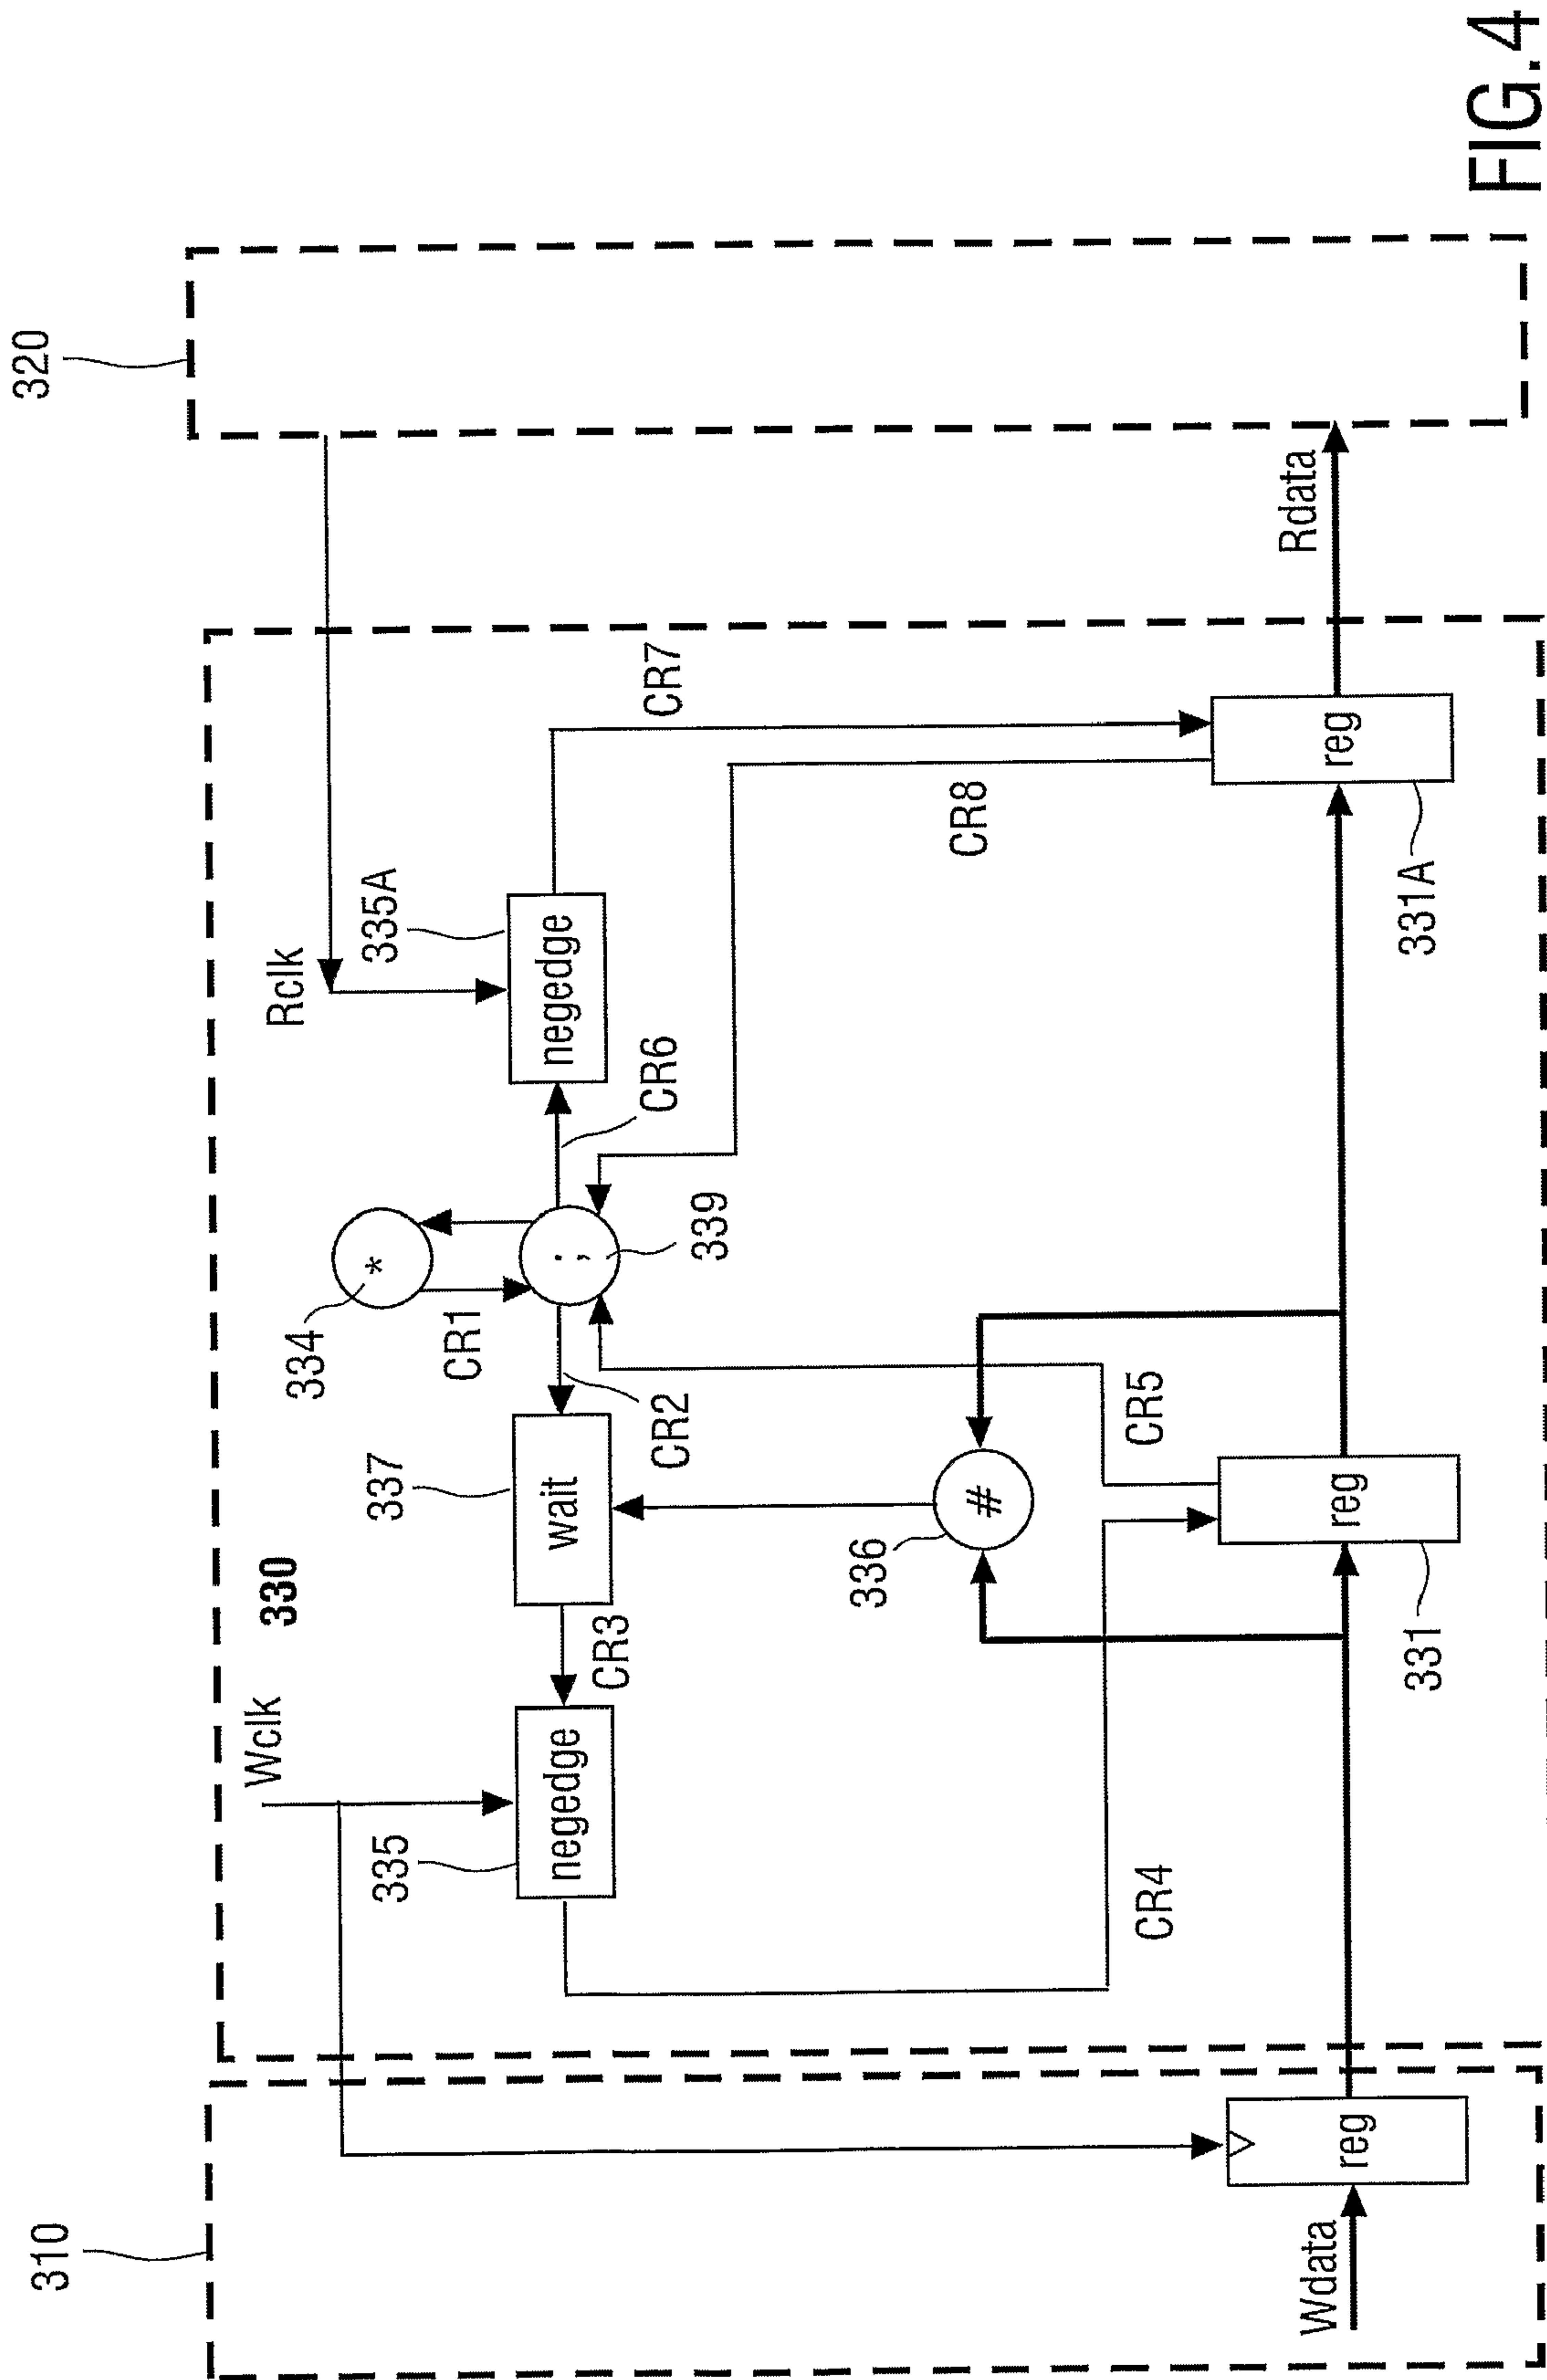 310
320
Wclk
330
334
*
Rclk
335
337
CR1
335A
negedge
wait
;
negedge
CR3
CR2
339
CR6
CR7
336
#
CR8
CR4
CR5
Wdata
Rdata
reg
reg
reg
331
331A
FIG.4